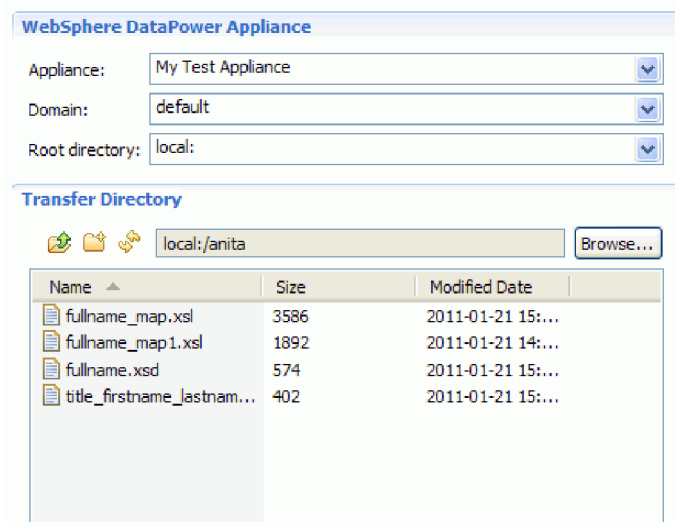 WebSphere DataPower Appliance
Appliance: My Test Appliance
Domain: default
Root directory: local:
Transfer Directory
local:/anita Browse...
Name Size Modified Date
fullname_map.xsl 3586 2011-01-21 15:...
fullname_map1.xsl 1892 2011-01-21 14:...
fullname.xsd 574 2011-01-21 15:...
title_firstname_lastnam... 402 2011-01-21 15:...